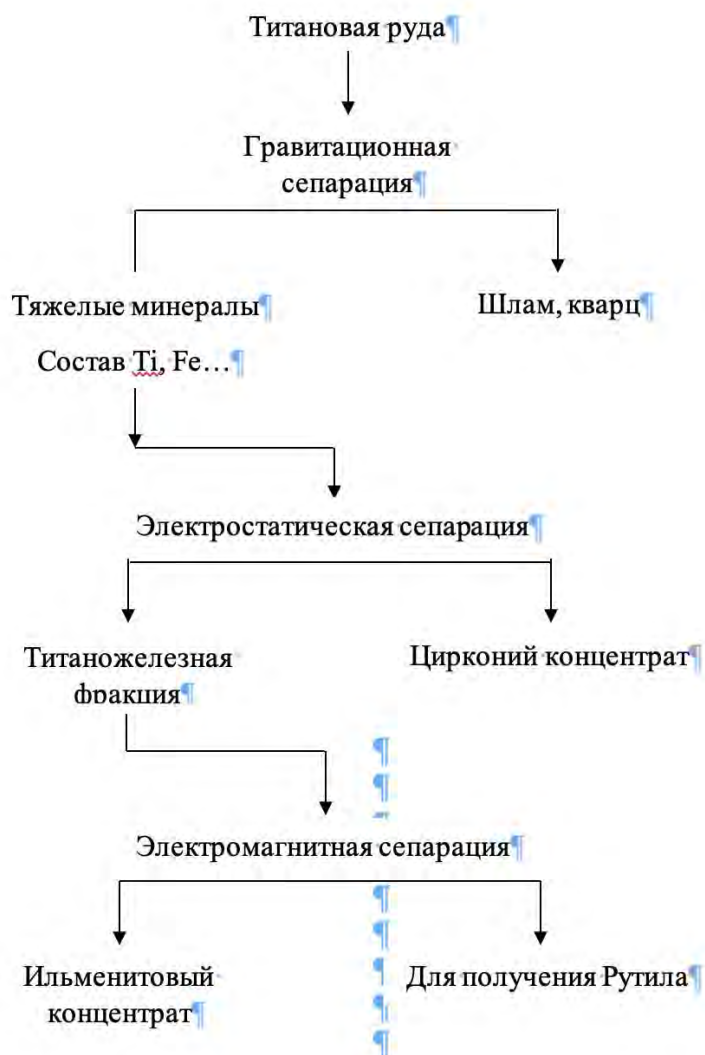 Титановая руда¶
Гравитационная
сепарация¶
Тяжелые минералы¶
Шлам, кварц¶
Состав Ti, Fe…¶
Электростатическая сепарация¶
Титаножелезная
фракция¶
Цирконий концентрат¶
¶
¶
Электромагнитная сепарация¶
¶
¶
¶
¶
¶
Ильменитовый
концентрат¶
Для получения Рутила¶